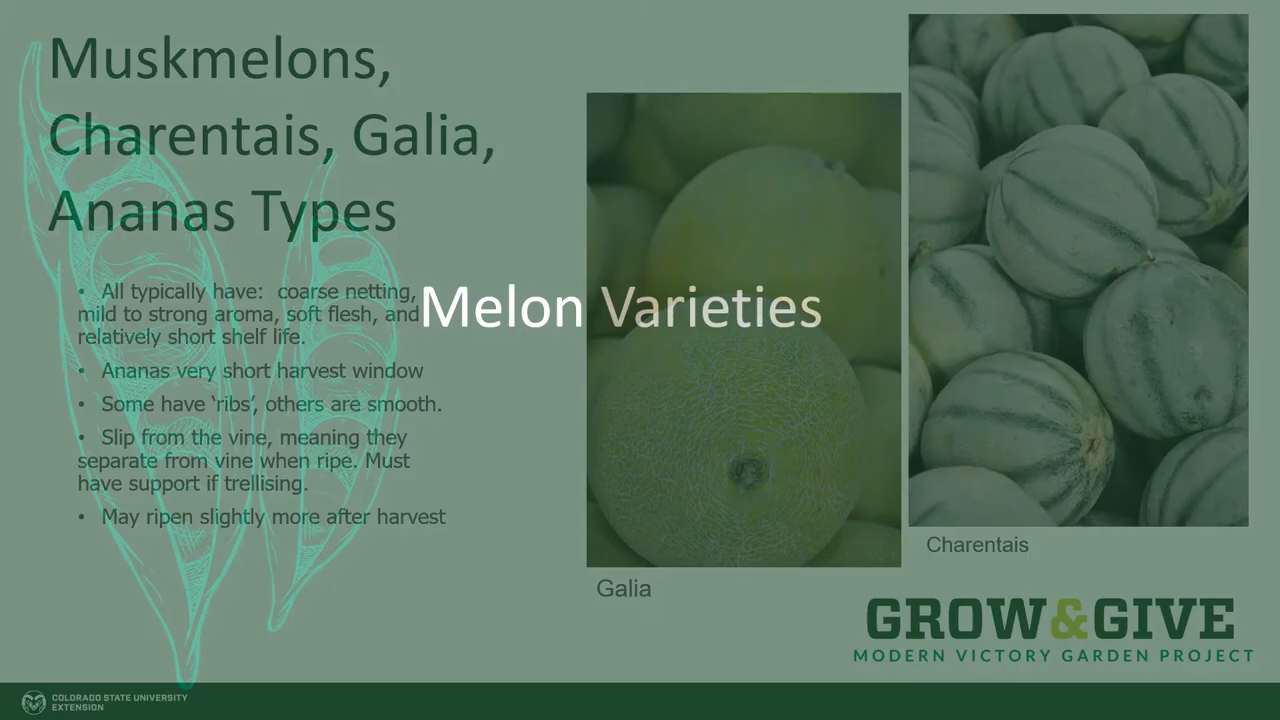 Muskmelons,
Charentais, Galia,
Ananas Types
• All typically have: coarse netting,
mild to strong aroma, soft flesh, and
relatively short shelf life.
• Ananas very short harvest window
• Some have ‘ribs’, others are smooth.
• Slip from the vine, meaning they
separate from vine when ripe. Must
have support if trellising.
• May ripen slightly more after harvest
Melon Varieties
Galia
Charentais
GROW&GIVE
MODERN VICTORY GARDEN PROJECT
COLORADO STATE UNIVERSITY
EXTENSION